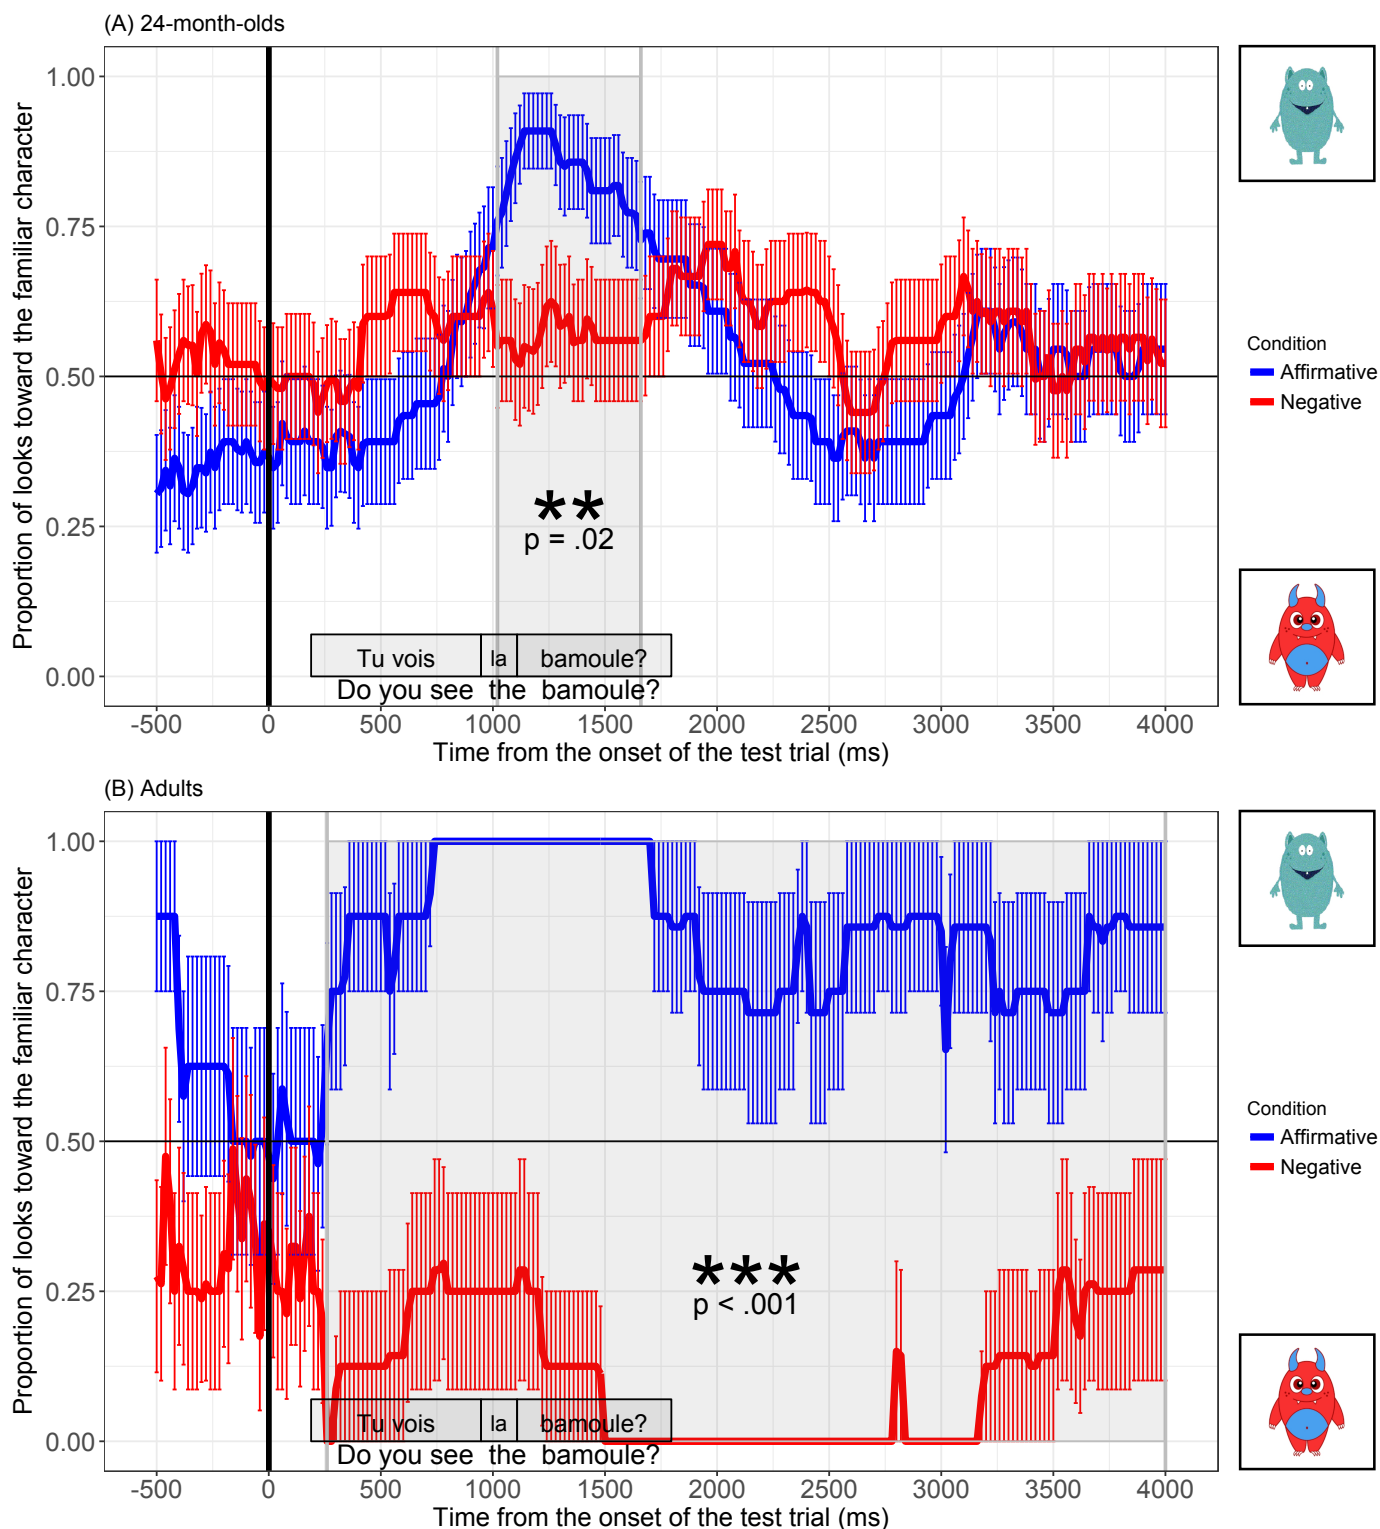 (A) 24-month-olds
Proportion of looks toward the familiar character
1.00
0.75
0.50
0.25
0.00
**
p = .02
Tu vois la bamoule?
Do you see the bamoule?
-500 0 500 1000 1500 2000 2500 3000 3500 4000
Time from the onset of the test trial (ms)
Condition
Affirmative
Negative
(B) Adults
Proportion of looks toward the familiar character
1.00
0.75
0.50
0.25
0.00
***
p < .001
Tu vois la bamoule?
Do you see the bamoule?
-500 0 500 1000 1500 2000 2500 3000 3500 4000
Time from the onset of the test trial (ms)
Condition
Affirmative
Negative